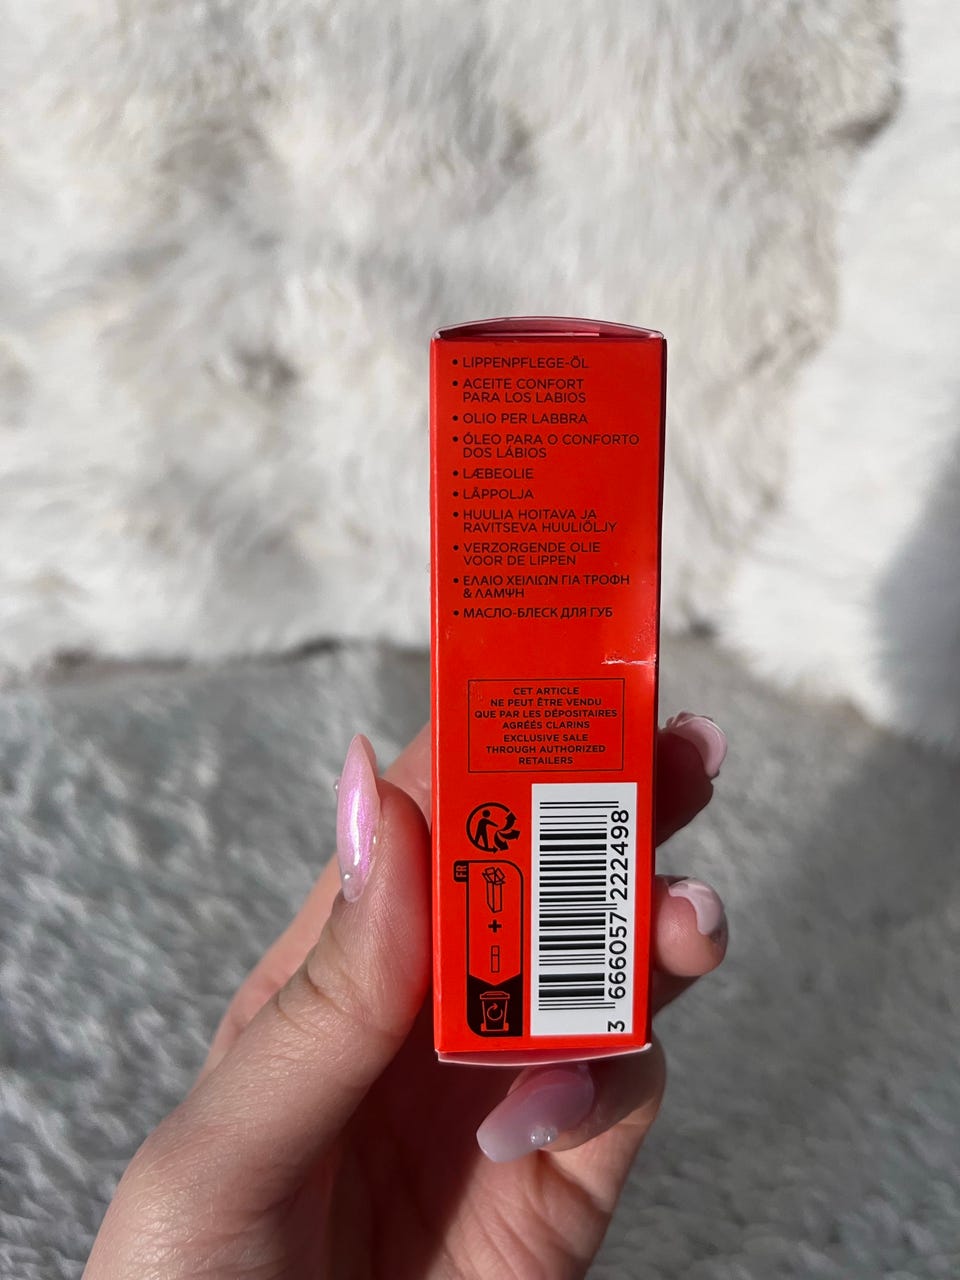 • LIPPENPFLEGE-ÖL
• ACEITE CONFORT
PARA LOS LABIOS
• OLIO PER LABBRA
• ÓLEO PARA O CONFORTO
DOS LÁBIOS
• LÆBEOLIE
• LÄPPOLJA
• HUULIA HOITAVA JA
RAVITSEVA HUULIÖLJY
• VERZORGENDE OLIE
VOOR DE LIPPEN
• ΕΛΑΙΟ ΧΕΙΛΙΩΝ ΓΙΑ ΤΡΟΦΗ
& ΛΑΜΨΗ
• МАСЛО-БЛЕСК ДЛЯ ГУБ
CET ARTICLE
NE PEUT ÊTRE VENDU
QUE PAR LES DÉPOSITAIRES
AGRÉÉS CLARINS
EXCLUSIVE SALE
THROUGH AUTHORIZED
RETAILERS
FR
+
3 666057 222498